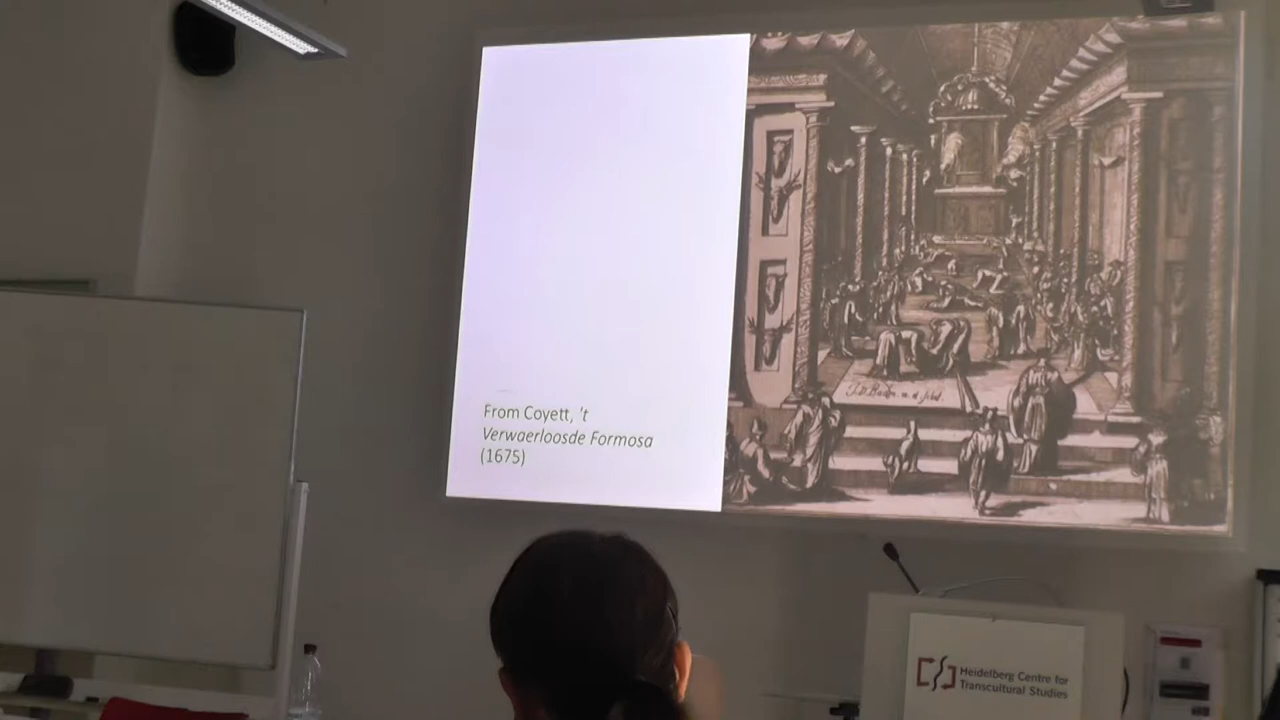 From Coyett, 't
Verwaerloosde Formosa
(1675)
Heidelberg Centre for
Transcultural Studies